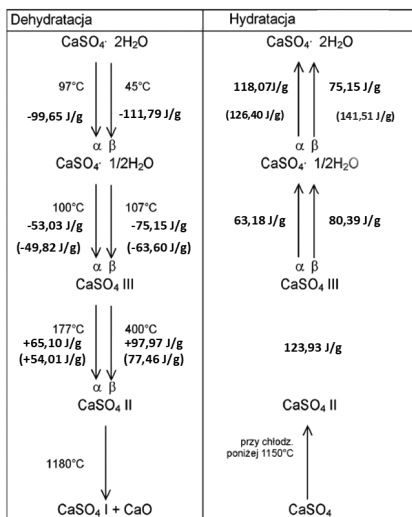 Dehydratacja
Hydratacja
CaSO₄· 2H₂O
CaSO₄· 2H₂O
97°C
45°C
-99,65 J/g
-111,79 J/g
118,07J/g
75,15 J/g
(126,40 J/g)
(141,51 J/g)
α β
α β
CaSO₄· 1/2H₂O
CaSO₄· 1/2H₂O
100°C
107°C
-53,03 J/g
-75,15 J/g
(-49,82 J/g)
(-63,60 J/g)
63,18 J/g
80,39 J/g
α β
α β
CaSO₄ III
CaSO₄ III
177°C
400°C
+65,10 J/g
+97,97 J/g
(+54,01 J/g)
(77,46 J/g)
123,93 J/g
α β
CaSO₄ II
CaSO₄ II
1180°C
przy chłodz.
poniżej 1150°C
CaSO₄ I + CaO
CaSO₄